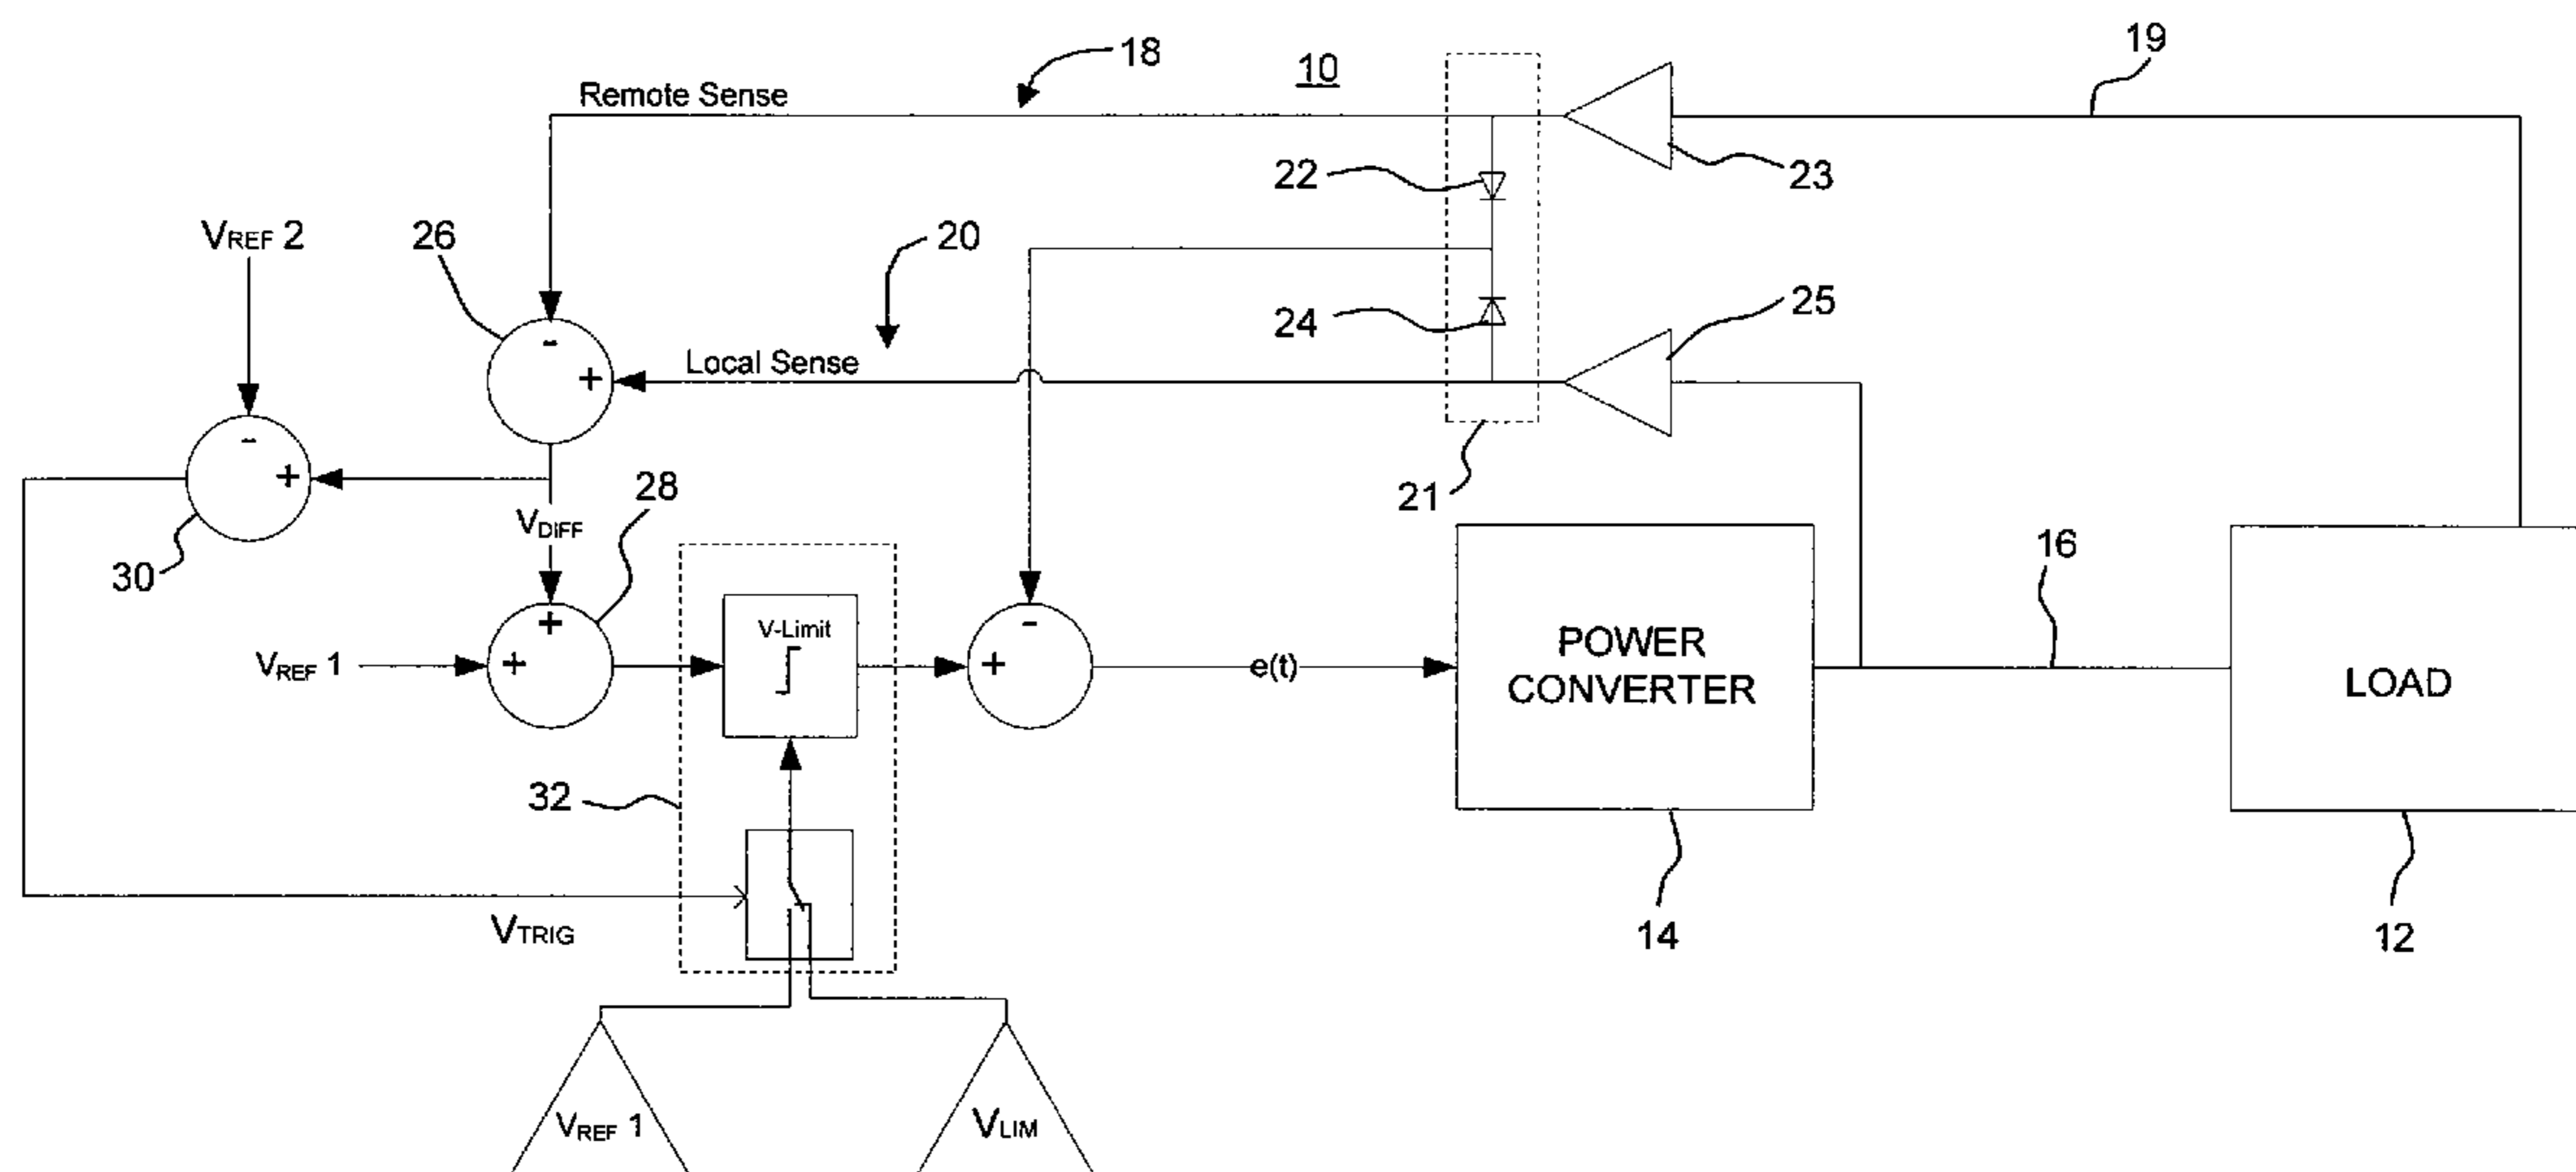 19
18
10
Remote Sense
22
23
VREF 2
26
20
25
24
Local Sense
-
+
-
+
21
28
VDIFF
16
30
V-Limit
+
-
POWER
CONVERTER
VREF 1
+
+
e(t)
LOAD
32
VTRIG
14
12
VREF 1
VLIM